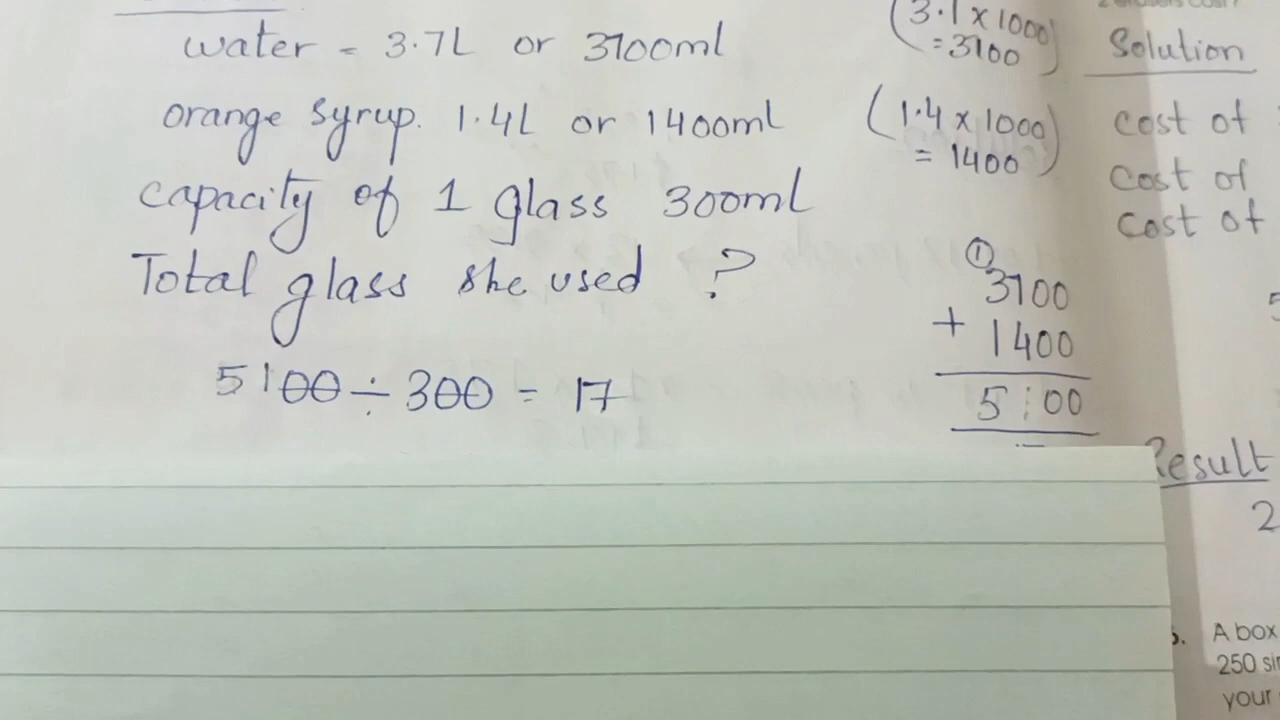 water = 3.7L or 3700ml
(3.7 x 1000
= 3700)
orange syrup. 1.4L or 1400ml
(1.4 x 1000
= 1400)
capacity of 1 glass 300ml
Total glass she used ?
5100 ÷ 300 = 17
1
3700
+ 1400
5100
Solution
cost of
cost of
cost of
Result
2
A box
250
your